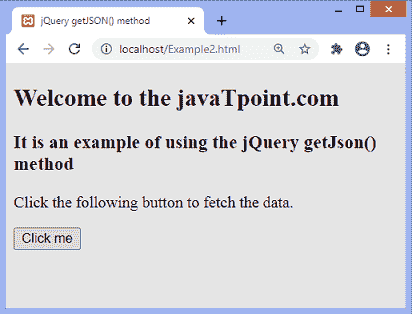 jQuery getJSON() method
localhost/Example2.html
Welcome to the javaTpoint.com
It is an example of using the jQuery getJson()
method
Click the following button to fetch the data.
Click me